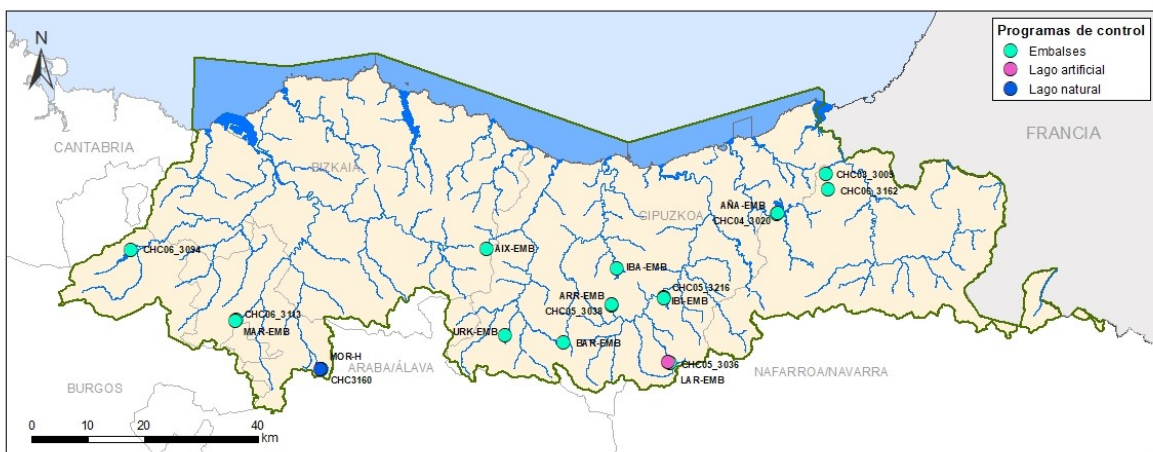 N
Programas de control
Embalses
Lago artificial
Lago natural
FRANCIA
CANTABRIA
BIZKAIA
GIPUZKOA
CHC08_3005
CHC06_3162
AÑA-EMB
CHC04_3020
CHC06_3094
AIX-EMB
IBA-EMB
CHC05_3216
IBI-EMB
ARR-EMB
CHC05_3038
CHC06_3113
MAR-EMB
URK-EMB
BAR-EMB
MOR-H
CHC3160
ARABA/ÁLAVA
CHC05_3036
LAR-EMB
NAFARROA/NAVARRA
BURGOS
0 10 20 40
km